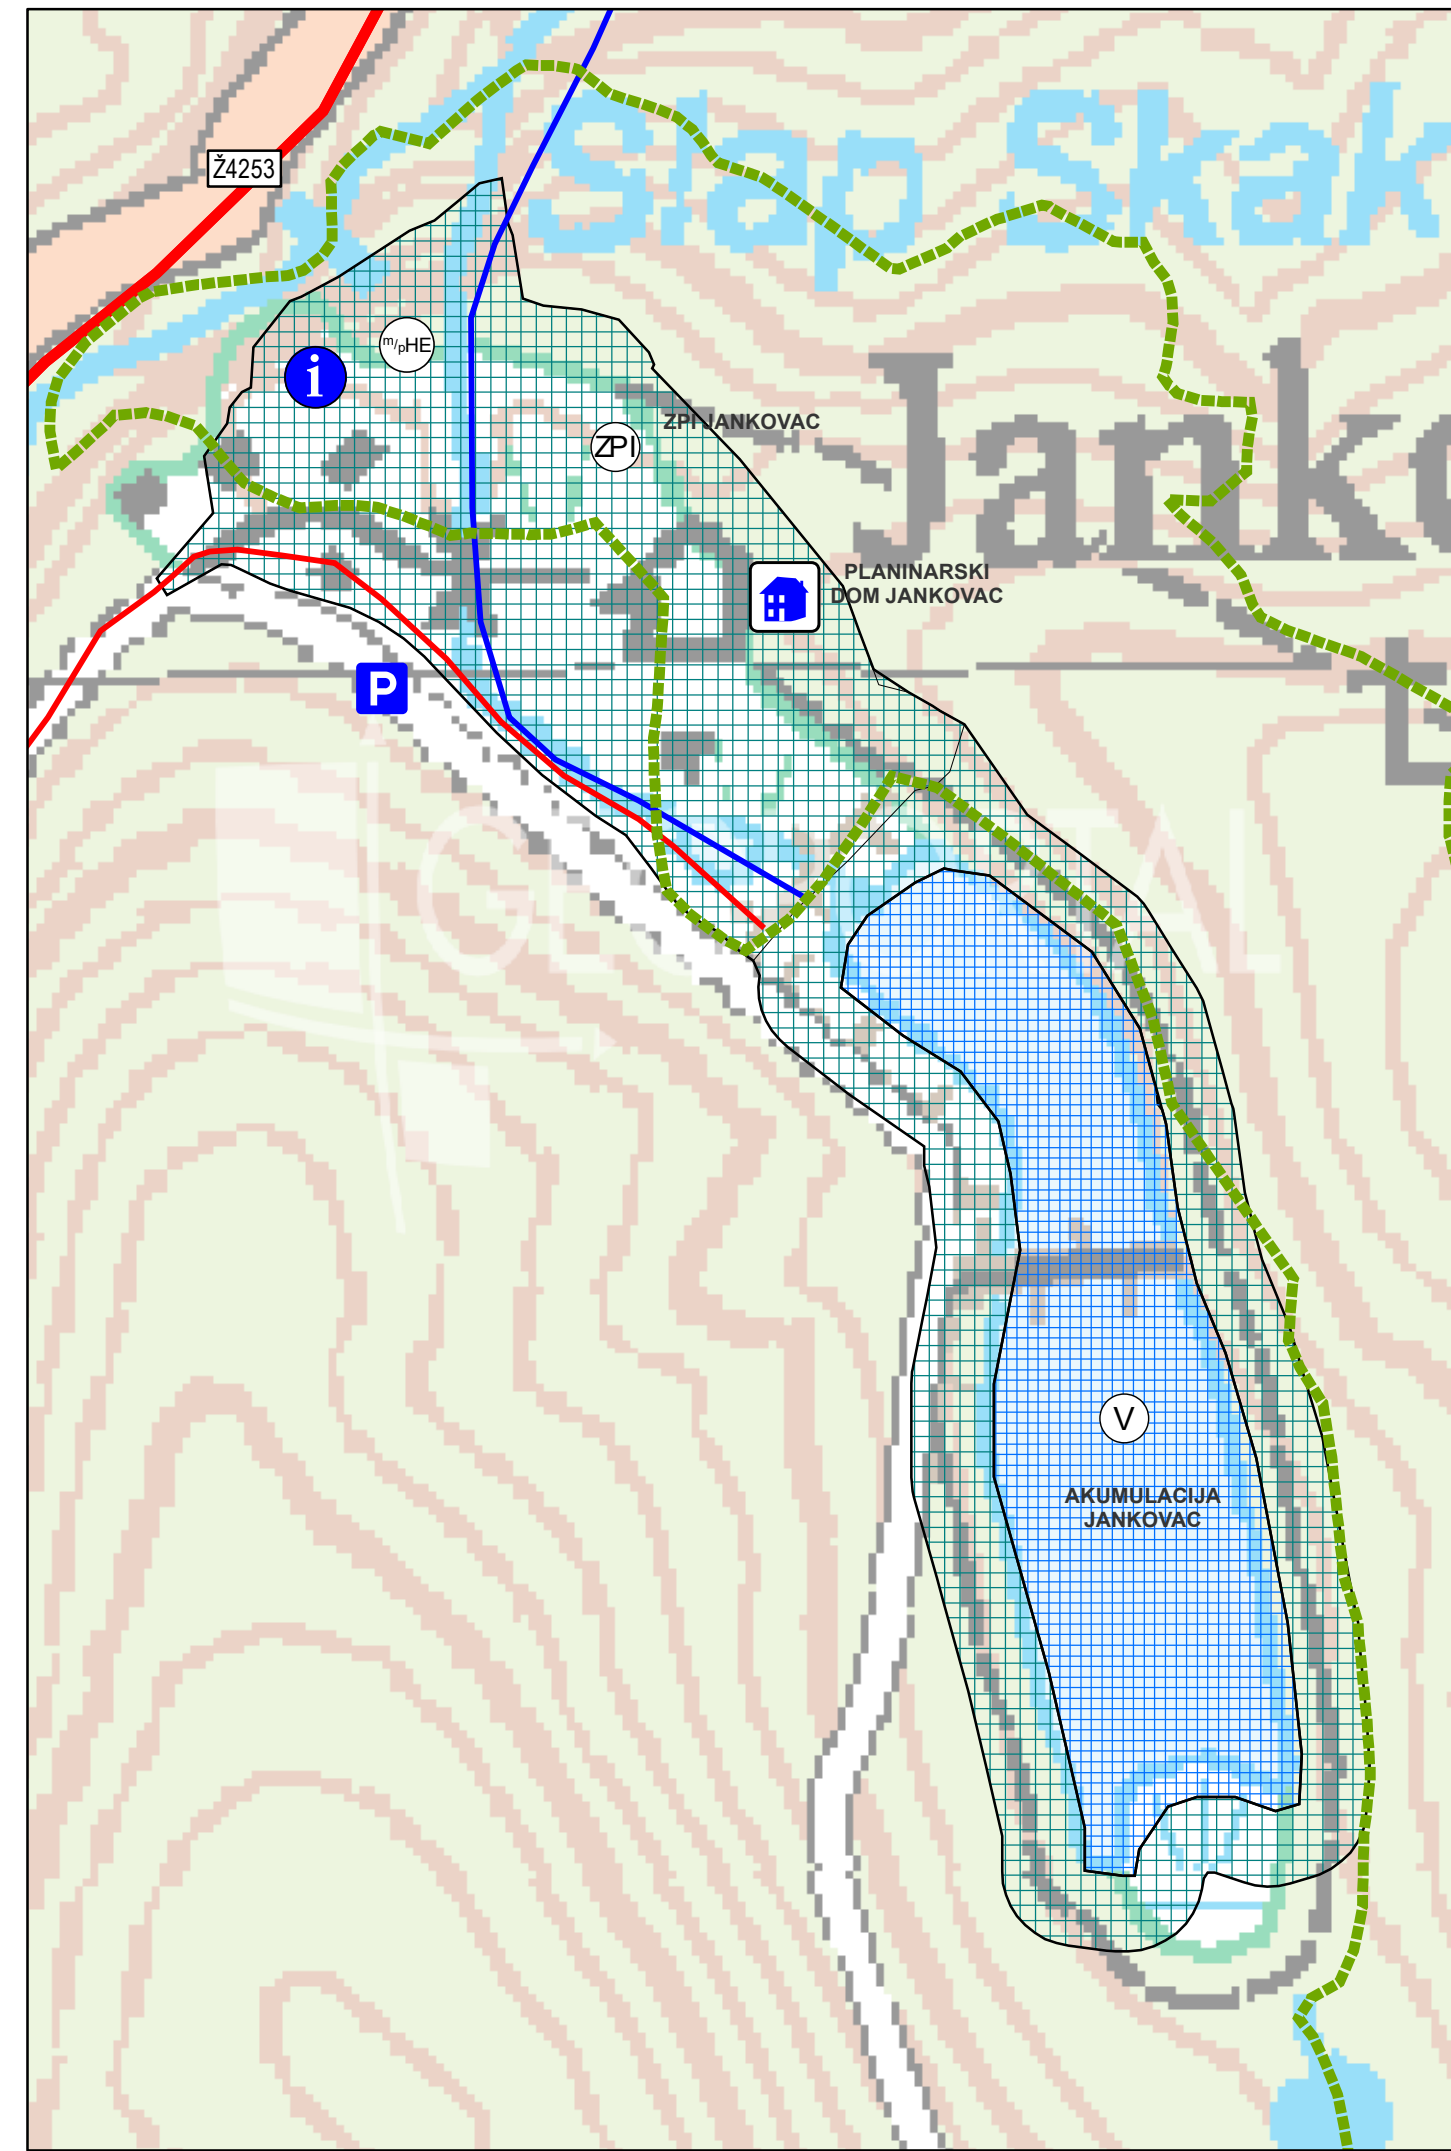 Slap Skak
Ž4253
m/pHE
i
Janko
ZPI JANKOVAC
ZPI
PLANINARSKI
DOM JANKOVAC
P
V
AKUMULACIJA
JANKOVAC